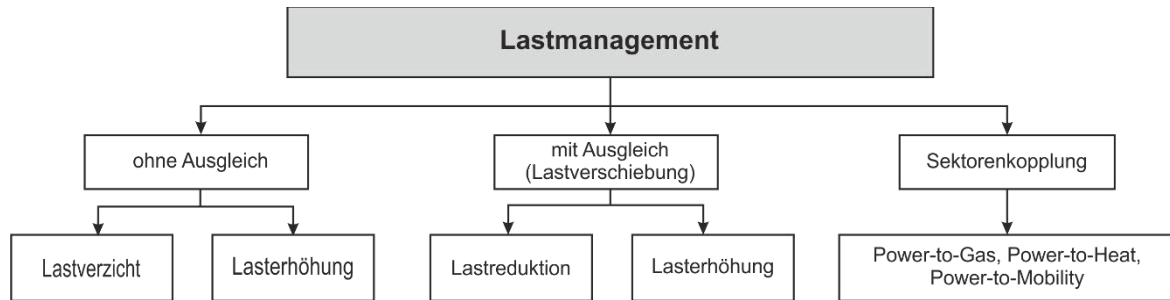 Lastmanagement
ohne Ausgleich
mit Ausgleich
(Lastverschiebung)
Sektorenkopplung
Lastverzicht
Lasterhöhung
Lastreduktion
Lasterhöhung
Power-to-Gas, Power-to-Heat,
Power-to-Mobility